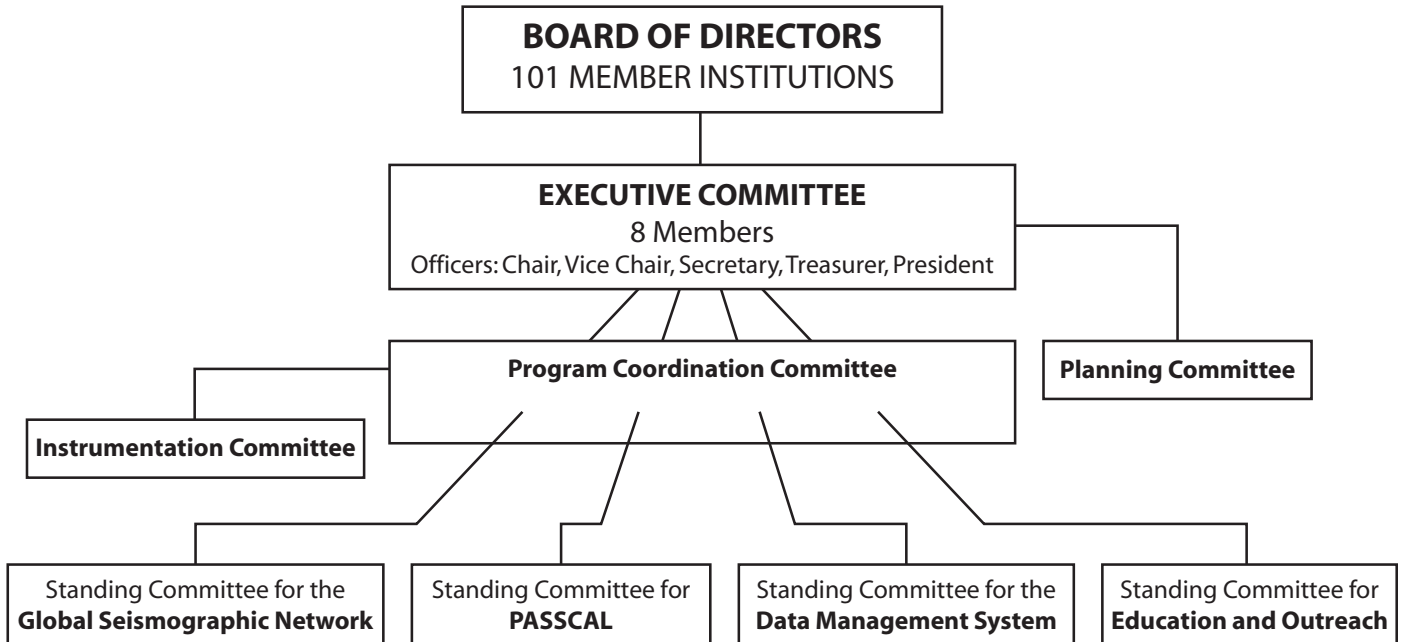 BOARD OF DIRECTORS
101 MEMBER INSTITUTIONS
EXECUTIVE COMMITTEE
8 Members
Officers: Chair, Vice Chair, Secretary, Treasurer, President
Program Coordination Committee
Planning Committee
Instrumentation Committee
Standing Committee for the
Global Seismographic Network
Standing Committee for
PASSCAL
Standing Committee for the
Data Management System
Standing Committee for
Education and Outreach